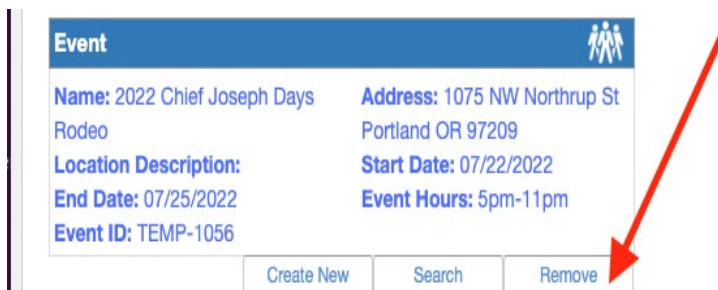 Event
Name: 2022 Chief Joseph Days
Rodeo
Location Description:
End Date: 07/25/2022
Event ID: TEMP-1056
Address: 1075 NW Northrup St
Portland OR 97209
Start Date: 07/22/2022
Event Hours: 5pm-11pm
Create New
Search
Remove